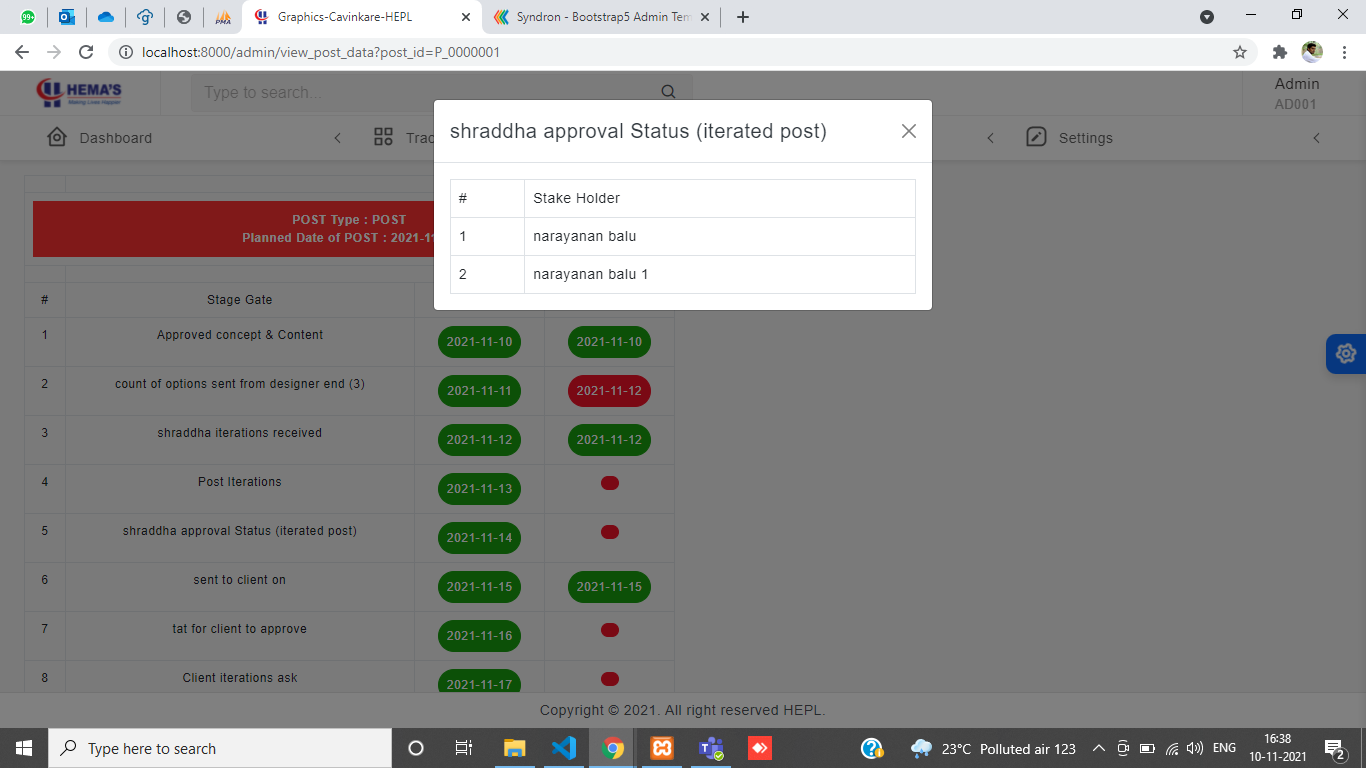 99+
PMA
Graphics-Cavinkare-HEPL
Syndron - Bootstrap5 Admin Tem
localhost:8000/admin/view_post_data?post_id=P_0000001
HEMA'S
Making Lives Happier
Type to search...
Admin
AD001
Dashboard
Trac
Settings
shraddha approval Status (iterated post)
# Stake Holder
1 narayanan balu
2 narayanan balu 1
POST Type : POST
Planned Date of POST : 2021-11
# Stage Gate
1 Approved concept & Content 2021-11-10 2021-11-10
2 count of options sent from designer end (3) 2021-11-11 2021-11-12
3 shraddha iterations received 2021-11-12 2021-11-12
4 Post Iterations 2021-11-13
5 shraddha approval Status (iterated post) 2021-11-14
6 sent to client on 2021-11-15 2021-11-15
7 tat for client to approve 2021-11-16
8 Client iterations ask 2021-11-17
Copyright © 2021. All right reserved HEPL.
Type here to search
23°C Polluted air 123
ENG
16:38
10-11-2021
2